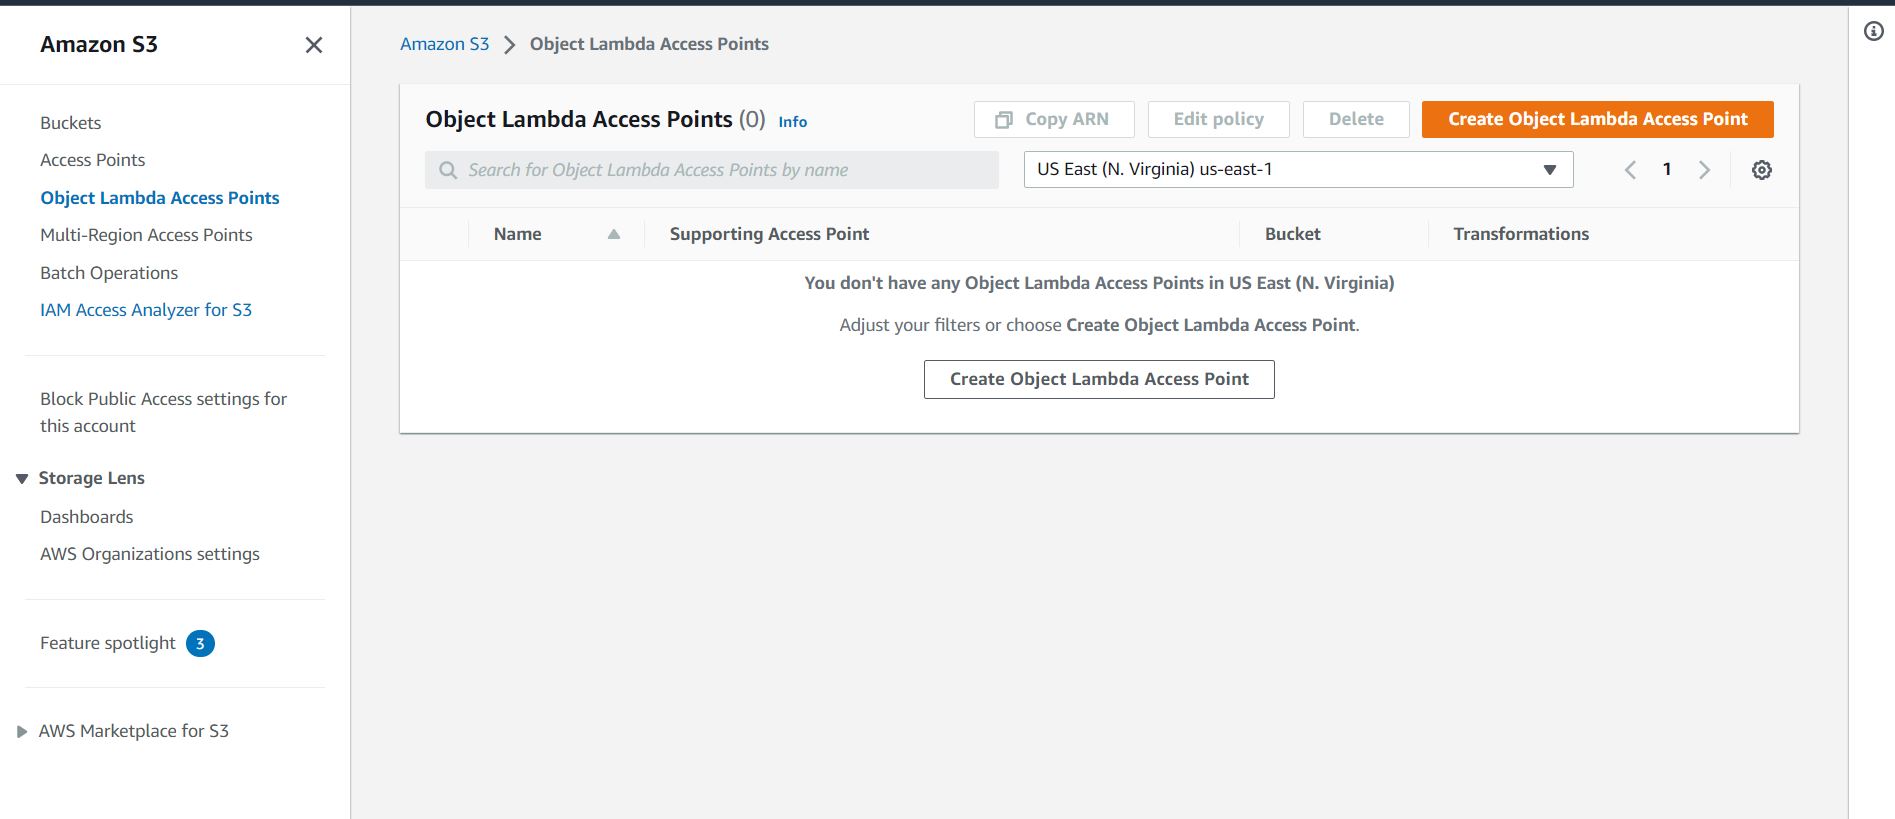 Amazon S3
Buckets
Access Points
Object Lambda Access Points
Multi-Region Access Points
Batch Operations
IAM Access Analyzer for S3
Block Public Access settings for
this account
Storage Lens
Dashboards
AWS Organizations settings
Feature spotlight 3
AWS Marketplace for S3
Amazon S3 > Object Lambda Access Points
Object Lambda Access Points (0) Info
Copy ARN Edit policy Delete Create Object Lambda Access Point
Search for Object Lambda Access Points by name US East (N. Virginia) us-east-1 1
Name Supporting Access Point Bucket Transformations
You don't have any Object Lambda Access Points in US East (N. Virginia)
Adjust your filters or choose Create Object Lambda Access Point.
Create Object Lambda Access Point